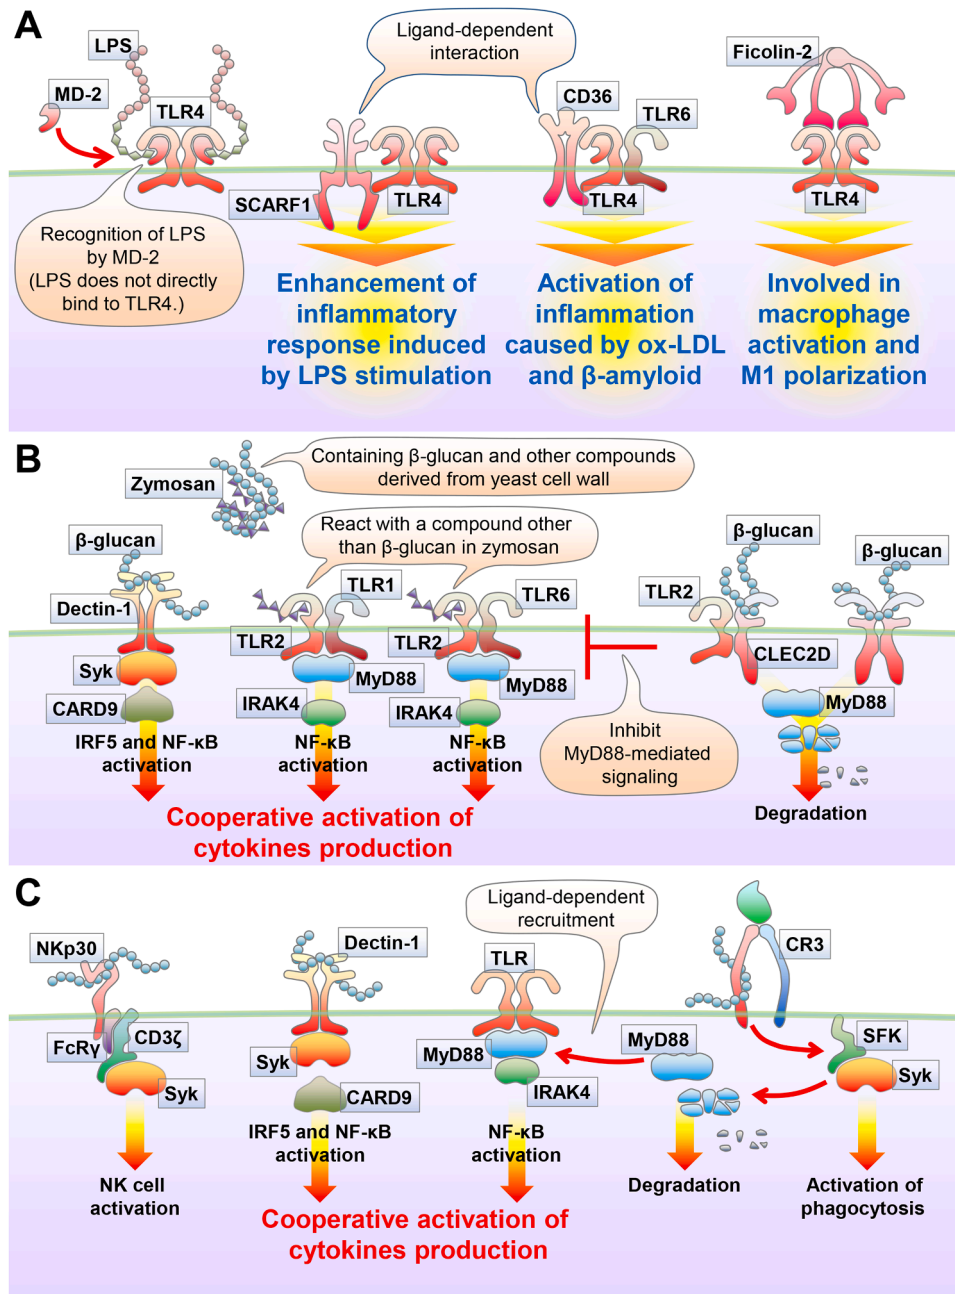 A
LPS
MD-2
TLR4
Recognition of LPS
by MD-2
(LPS does not directly
bind to TLR4.)
Ligand-dependent
interaction
SCARF1
TLR4
Enhancement of
inflammatory
response induced
by LPS stimulation
CD36
TLR6
TLR4
Activation of
inflammation
caused by ox-LDL
and β-amyloid
Ficolin-2
TLR4
Involved in
macrophage
activation and
M1 polarization
B
Zymosan
Containing β-glucan and other compounds
derived from yeast cell wall
React with a compound other
than β-glucan in zymosan
β-glucan
Dectin-1
Syk
CARD9
IRF5 and NF-κB
activation
TLR1
TLR2
MyD88
IRAK4
NF-κB
activation
TLR6
TLR2
MyD88
IRAK4
NF-κB
activation
Cooperative activation of
cytokines production
Inhibit
MyD88-mediated
signaling
β-glucan
β-glucan
TLR2
CLEC2D
MyD88
Degradation
C
NKp30
FcRγ
CD3ζ
Syk
NK cell
activation
Dectin-1
Syk
CARD9
IRF5 and NF-κB
activation
Ligand-dependent
recruitment
TLR
MyD88
IRAK4
NF-κB
activation
Cooperative activation of
cytokines production
MyD88
Degradation
CR3
SFK
Syk
Activation of
phagocytosis